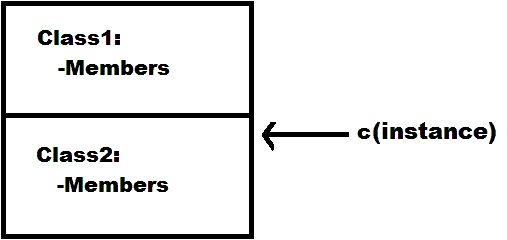 Class1:
-Members
c(instance)
Class2:
-Members